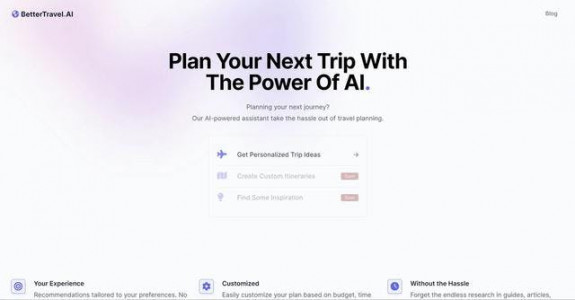 BetterTravel.AI
Blog
Plan Your Next Trip With
The Power Of AI.
Planning your next journey?
Our AI-powered assistant take the hassle out of travel planning.
Get Personalized Trip Ideas
Create Custom Itineraries
Soon
Find Some Inspiration
Soon
Your Experience
Customized
Without the Hassle
Recommendations tailored to your preferences. No
Easily customize your plan based on budget, time
Forget the endless research in guides, articles,